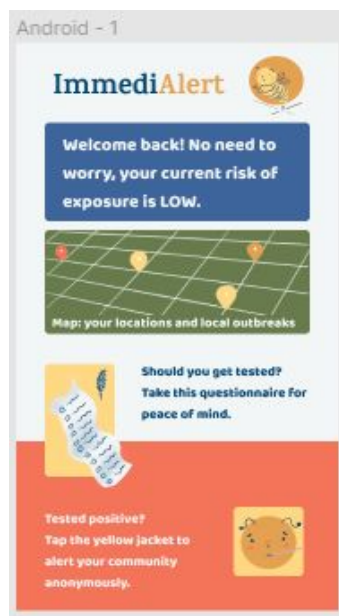 Android - 1
ImmediAlert
Welcome back! No need to
worry, your current risk of
exposure is LOW.
Map: your locations and local outbreaks
Should you get tested?
Take this questionnaire for
peace of mind.
Tested positive?
Tap the yellow jacket to
alert your community
anonymously.